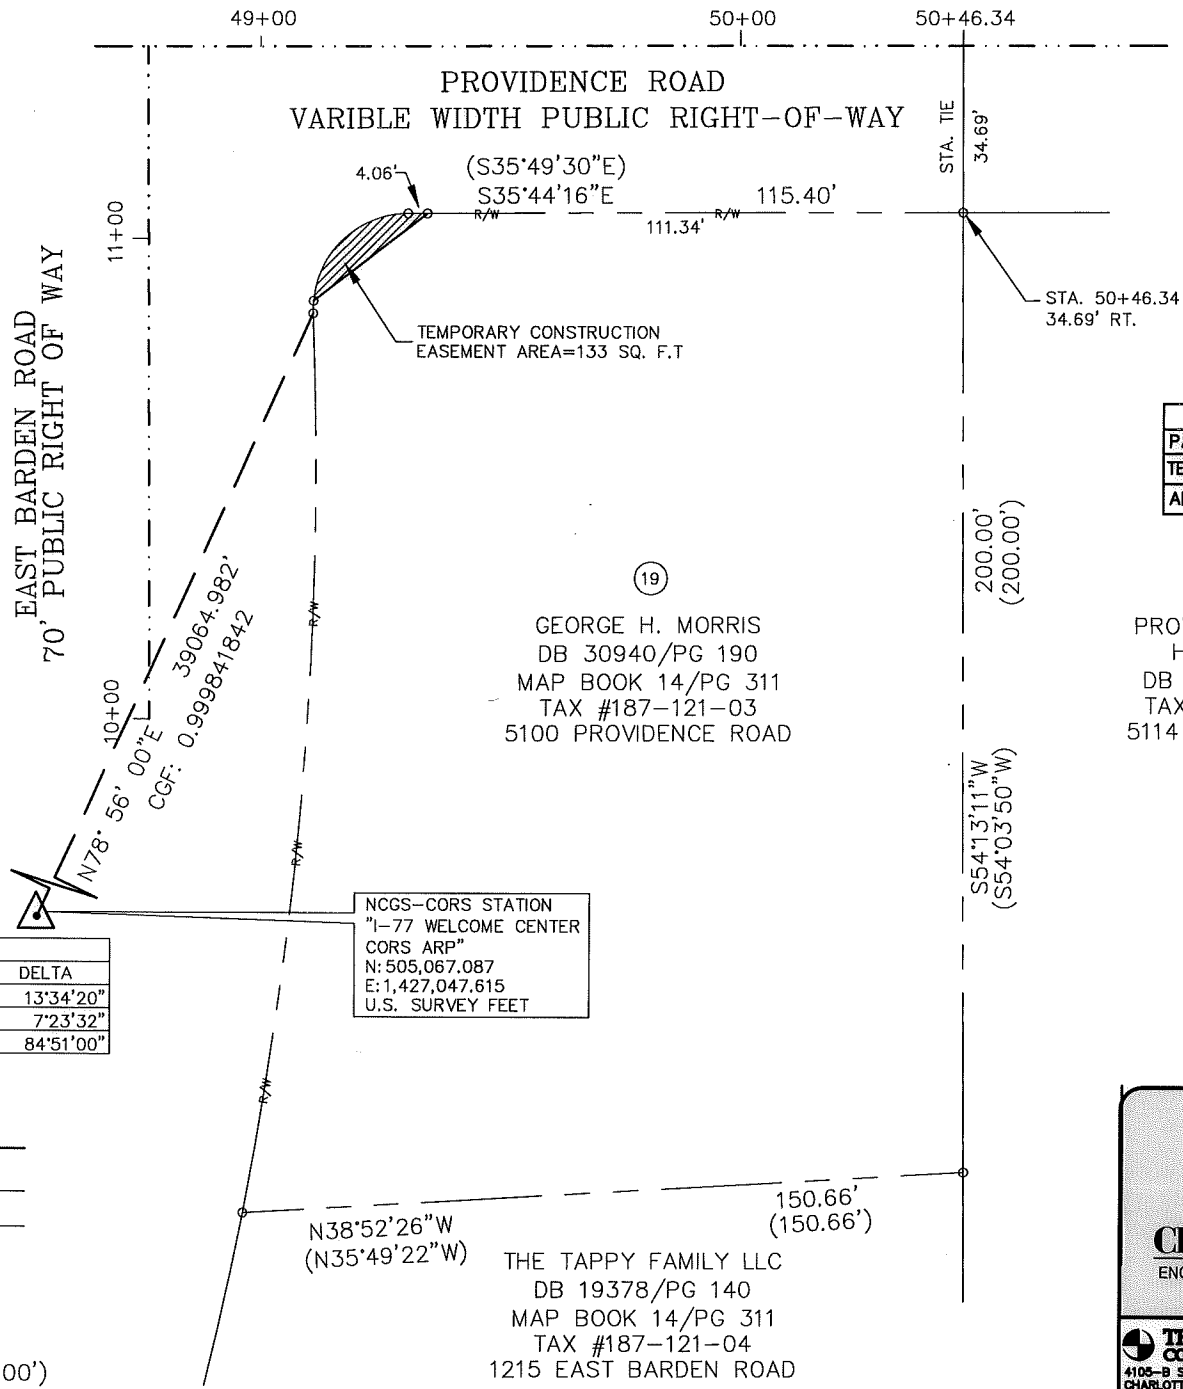 49+00
50+00
50+46.34
PROVIDENCE ROAD
VARIBLE WIDTH PUBLIC RIGHT-OF-WAY
STA. TIE
34.69'
4.06'
(S35°49'30"E)
S35°44'16"E
115.40'
R/W
R/W
111.34'
11+00
STA. 50+46.34
34.69' RT.
TEMPORARY CONSTRUCTION
EASEMENT AREA=133 SQ. F.T
EAST BARDEN ROAD
70' PUBLIC RIGHT OF WAY
200.00'
(200.00')
R/W
19
GEORGE H. MORRIS
DB 30940/PG 190
MAP BOOK 14/PG 311
TAX #187-121-03
5100 PROVIDENCE ROAD
DB
TAX
5114
10+00
N78° 56' 00"E 39064.982'
CGF: 0.999841842
S54°13'11"W
(S54°03'50"W)
R/W
NCGS-CORS STATION
"I-77 WELCOME CENTER
CORS ARP"
N: 505,067.087
E: 1,427,047.615
U.S. SURVEY FEET
DELTA
13°34'20"
7°23'32"
84°51'00"
R/W
150.66'
(150.66')
N38°52'26"W
(N35°49'22"W)
THE TAPPY FAMILY LLC
DB 19378/PG 140
MAP BOOK 14/PG 311
TAX #187-121-04
1215 EAST BARDEN ROAD
00')
4105-B S
CHARLOTT